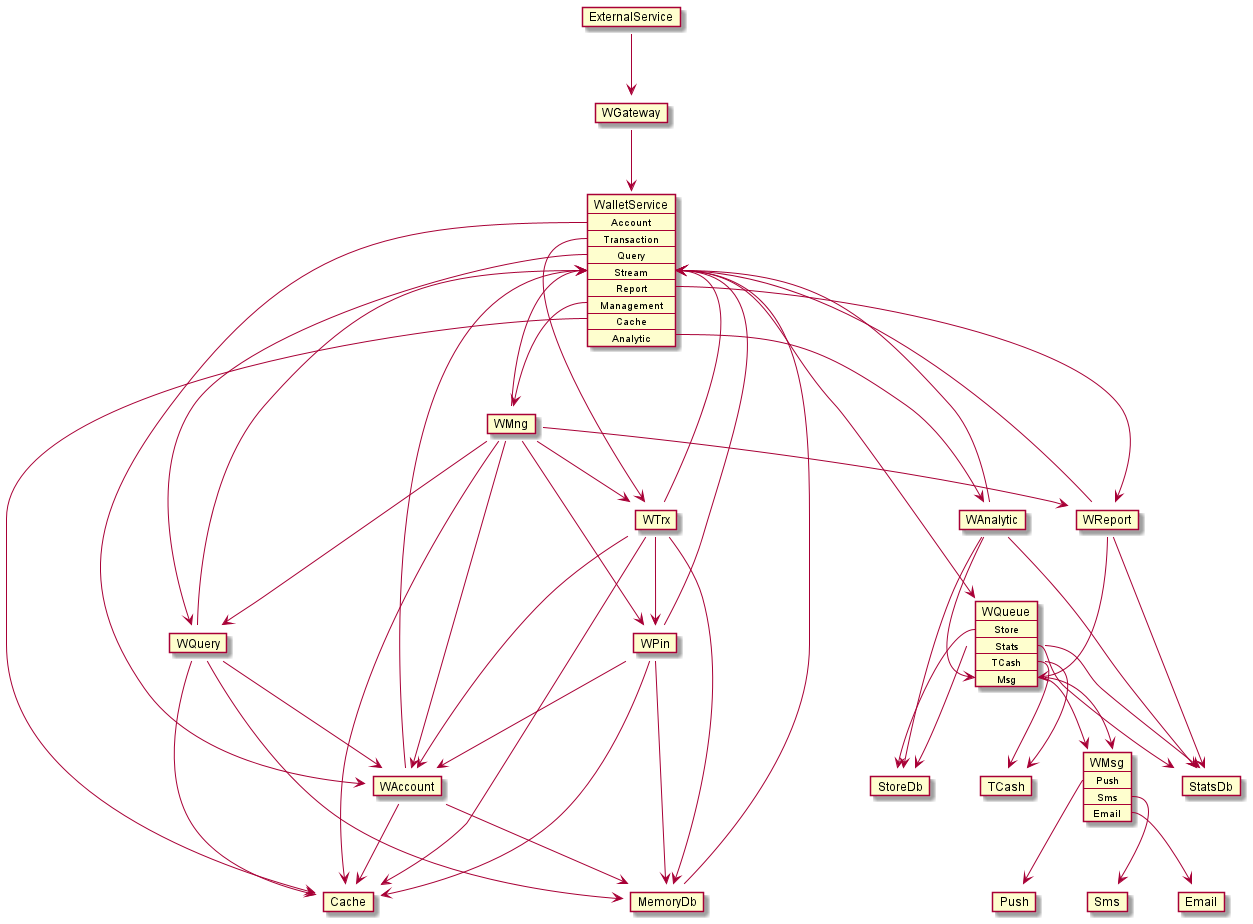 ExternalService
WGateway
WalletService
Account
Transaction
Query
Stream
Report
Management
Cache
Analytic
WMng
WTrx
WAnalytic
WReport
WQueue
Store
Stats
TCash
Msg
WQuery
WPin
WMsg
Push
Sms
Email
WAccount
StoreDb
TCash
StatsDb
Cache
MemoryDb
Push
Sms
Email